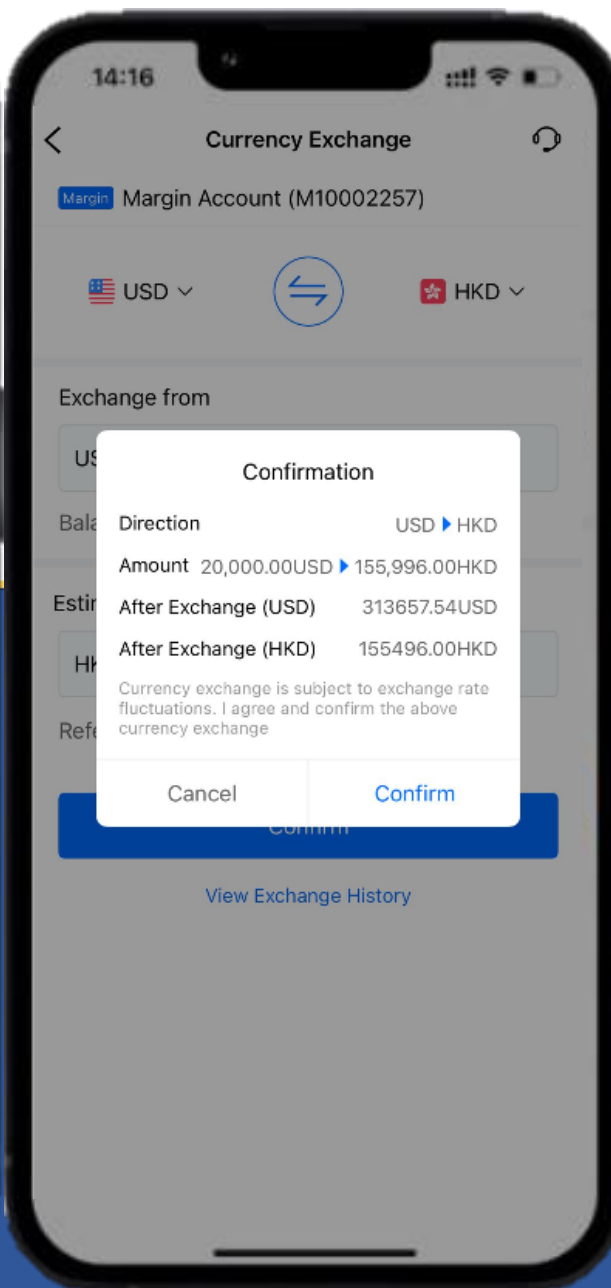 14:16
Currency Exchange
Margin Margin Account (M10002257)
USD HKD
Exchange from
Confirmation
Direction USD HKD
Amount 20,000.00USD 155,996.00HKD
After Exchange (USD) 313657.54USD
After Exchange (HKD) 155496.00HKD
Currency exchange is subject to exchange rate
fluctuations. I agree and confirm the above
currency exchange
Cancel Confirm
Confirm
View Exchange History